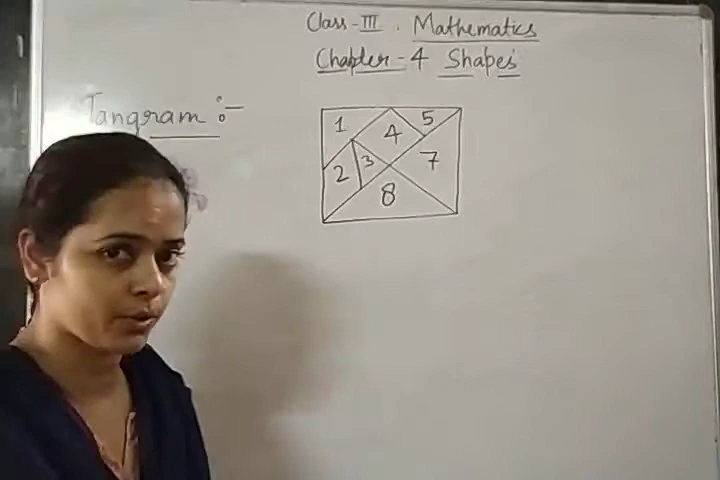 Class-III. Mathematics
Chapter-4 Shapes
Tangram :-
1
4
5
2
3
7
8